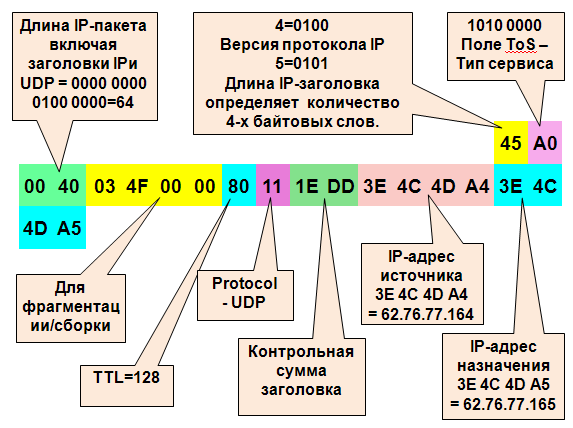 Длина IP-пакета
включая
заголовки IPи
UDP = 0000 0000
0100 0000=64
4=0100
Версия протокола IP
5=0101
Длина IP-заголовка
определяет количество
4-х байтовых слов.
1010 0000
Поле ToS –
Тип сервиса
45 A0
00 40 03 4F 00 00 80 11 1E DD 3E 4C 4D A4 3E 4C
4D A5
Для
фрагментац
ии/сборки
TTL=128
Protocol
- UDP
Контрольная
сумма
заголовка
IP-адрес
источника
3E 4C 4D A4
= 62.76.77.164
IP-адрес
назначения
3E 4C 4D A5
= 62.76.77.165